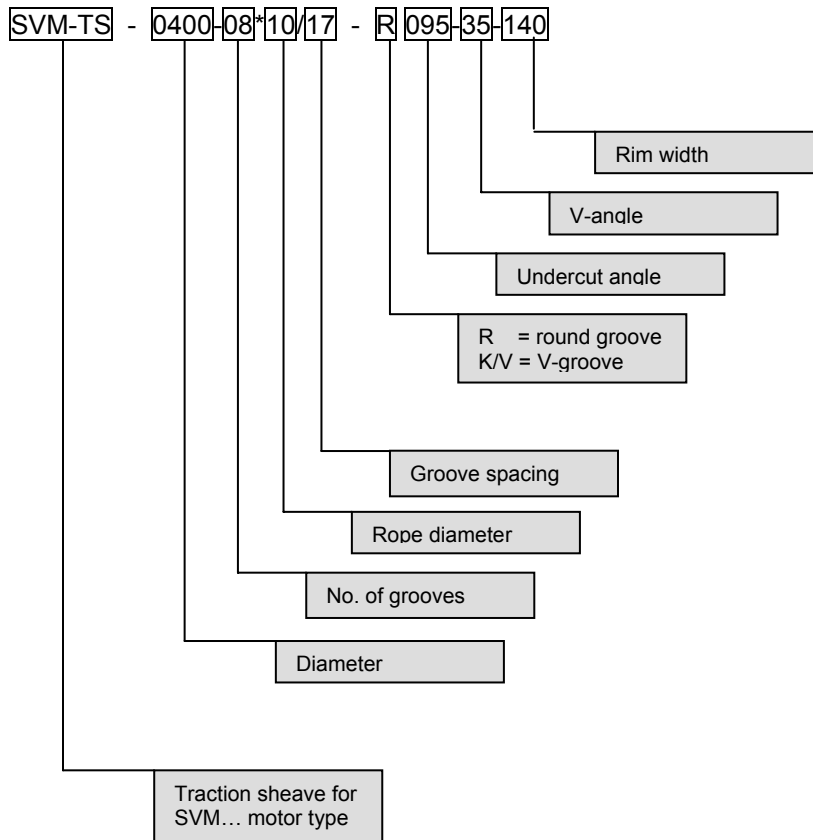 SVM-TS - 0400-08*10/17 - R 095-35-140
Rim width
V-angle
Undercut angle
R = round groove
K/V = V-groove
Groove spacing
Rope diameter
No. of grooves
Diameter
Traction sheave for
SVM... motor type